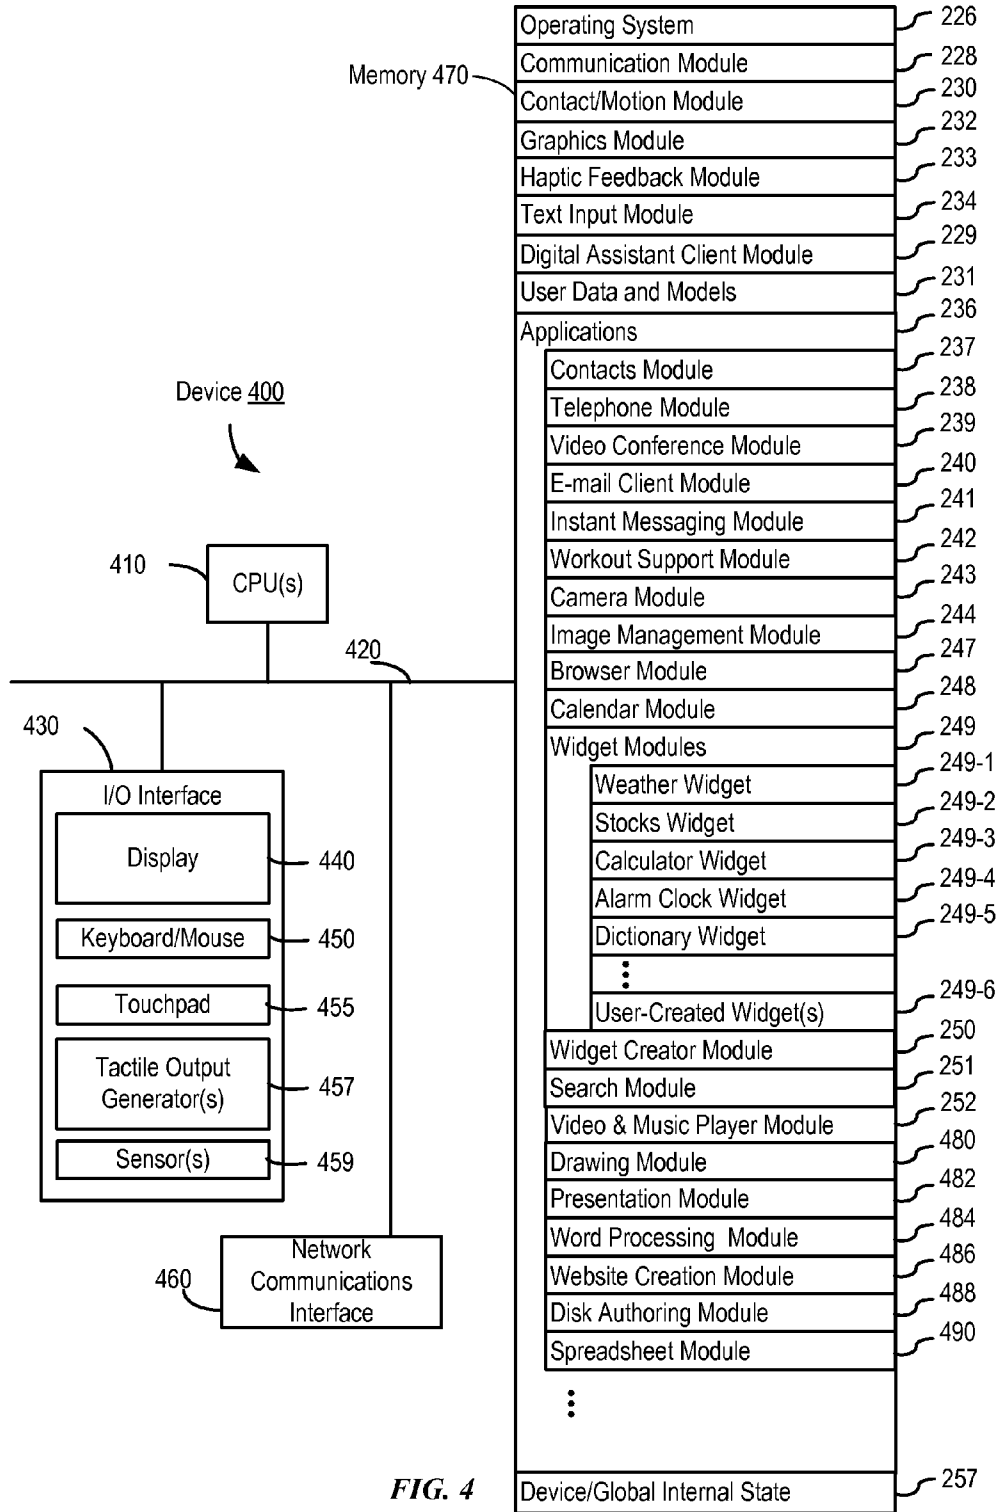 Operating System 226
Communication Module 228
Memory 470
Contact/Motion Module 230
Graphics Module 232
Haptic Feedback Module 233
Text Input Module 234
Digital Assistant Client Module 229
User Data and Models 231
Applications 236
Contacts Module 237
Telephone Module 238
Video Conference Module 239
E-mail Client Module 240
Instant Messaging Module 241
Workout Support Module 242
Camera Module 243
Image Management Module 244
Browser Module 247
Calendar Module 248
Widget Modules 249
Weather Widget 249-1
Stocks Widget 249-2
Calculator Widget 249-3
Alarm Clock Widget 249-4
Dictionary Widget 249-5
User-Created Widget(s) 249-6
Widget Creator Module 250
Search Module 251
Video & Music Player Module 252
Drawing Module 480
Presentation Module 482
Word Processing Module 484
Website Creation Module 486
Disk Authoring Module 488
Spreadsheet Module 490
Device/Global Internal State 257
Device 400
410
CPU(s)
420
430
I/O Interface
Display 440
Keyboard/Mouse 450
Touchpad 455
Tactile Output
Generator(s) 457
Sensor(s) 459
460
Network
Communications
Interface
FIG. 4